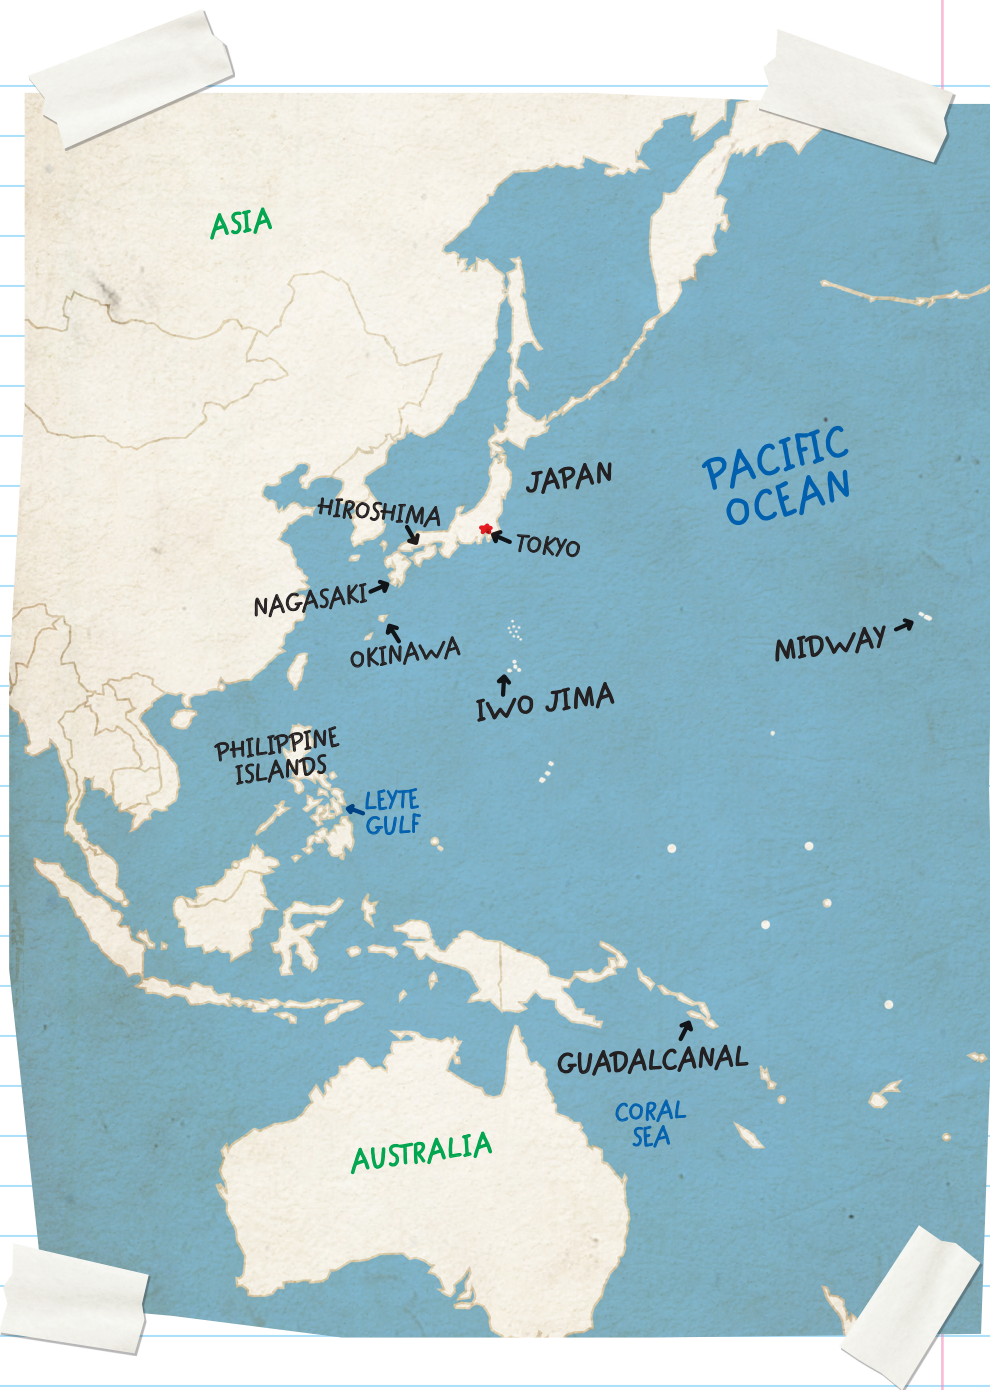 ASIA
PACIFIC
OCEAN
JAPAN
HIROSHIMA
TOKYO
NAGASAKI
OKINAWA
MIDWAY
IWO JIMA
PHILIPPINE
ISLANDS
LEYTE
GULF
GUADALCANAL
CORAL
SEA
AUSTRALIA